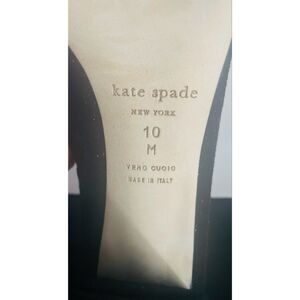 kate spade
NEW YORK
10
M
VERO CUOIO
MADE IN ITALY